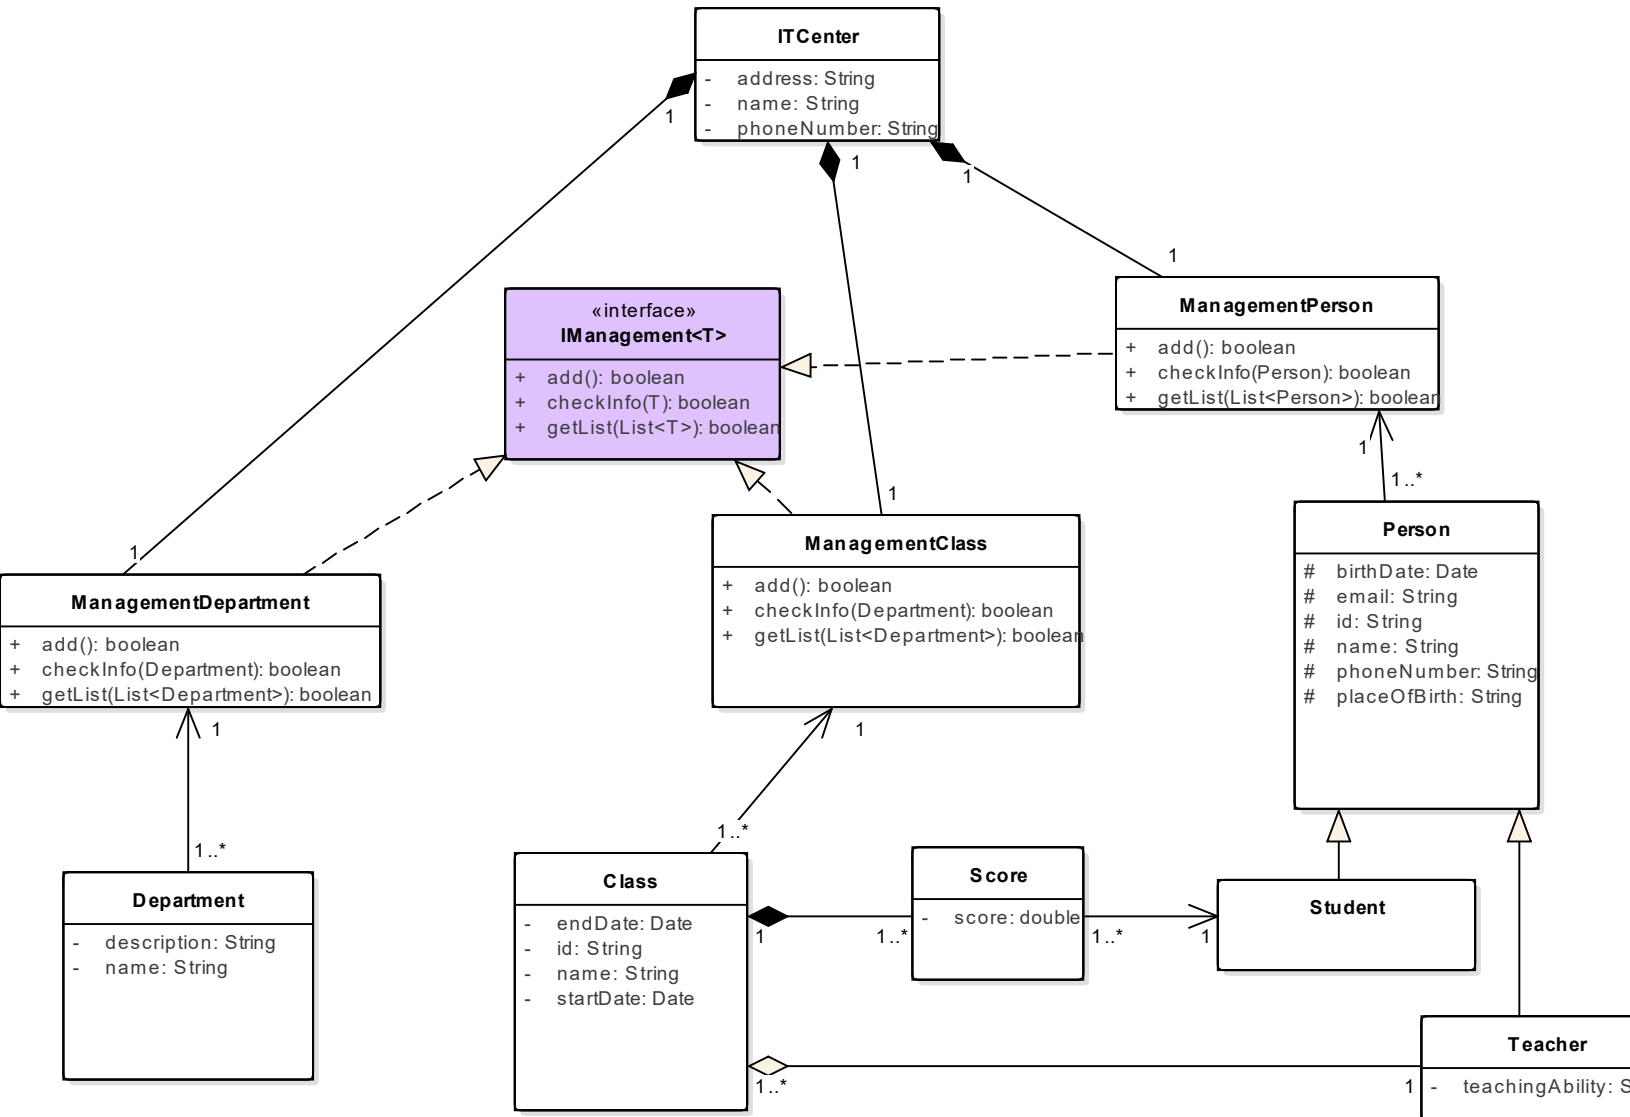 ITCenter
- address: String
- name: String
- phoneNumber: String
1
1
1
1
«interface»
IManagement<T>
+ add(): boolean
+ checkInfo(T): boolean
+ getList(List<T>): boolean
ManagementPerson
+ add(): boolean
+ checkInfo(Person): boolean
+ getList(List<Person>): boolean
1
1..*
1
1
ManagementDepartment
+ add(): boolean
+ checkInfo(Department): boolean
+ getList(List<Department>): boolean
ManagementClass
+ add(): boolean
+ checkInfo(Department): boolean
+ getList(List<Department>): boolean
Person
# birthDate: Date
# email: String
# id: String
# name: String
# phoneNumber: String
# placeOfBirth: String
1
1
1..*
1..*
Department
- description: String
- name: String
Class
- endDate: Date
- id: String
- name: String
- startDate: Date
Score
- score: double
Student
1
1..*
1..*
1
Teacher
- teachingAbility: S
1..*
1